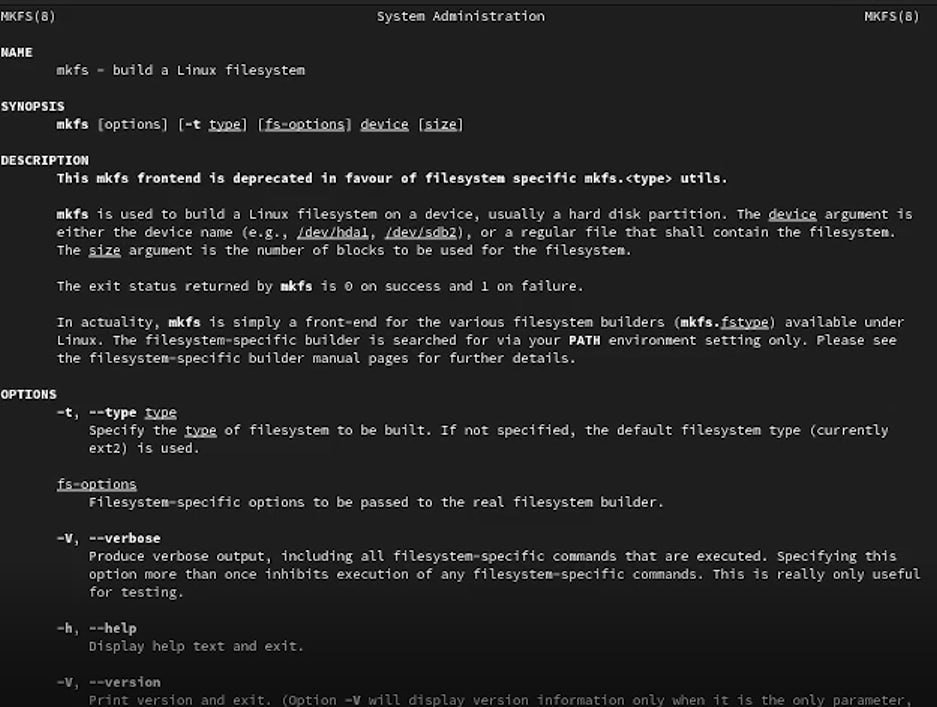 MKFS(8) System Administration MKFS(8)
NAME
mkfs - build a Linux filesystem
SYNOPSIS
mkfs [options] [-t type] [fs-options] device [size]
DESCRIPTION
This mkfs frontend is deprecated in favour of filesystem specific mkfs.<type> utils.
mkfs is used to build a Linux filesystem on a device, usually a hard disk partition. The device argument is
either the device name (e.g., /dev/hda1, /dev/sdb2), or a regular file that shall contain the filesystem.
The size argument is the number of blocks to be used for the filesystem.
The exit status returned by mkfs is 0 on success and 1 on failure.
In actuality, mkfs is simply a front-end for the various filesystem builders (mkfs.fstype) available under
Linux. The filesystem-specific builder is searched for via your PATH environment setting only. Please see
the filesystem-specific builder manual pages for further details.
OPTIONS
-t, --type type
Specify the type of filesystem to be built. If not specified, the default filesystem type (currently
ext2) is used.
fs-options
Filesystem-specific options to be passed to the real filesystem builder.
-V, --verbose
Produce verbose output, including all filesystem-specific commands that are executed. Specifying this
option more than once inhibits execution of any filesystem-specific commands. This is really only useful
for testing.
-h, --help
Display help text and exit.
-V, --version
Print version and exit. (Option -V will display version information only when it is the only parameter,